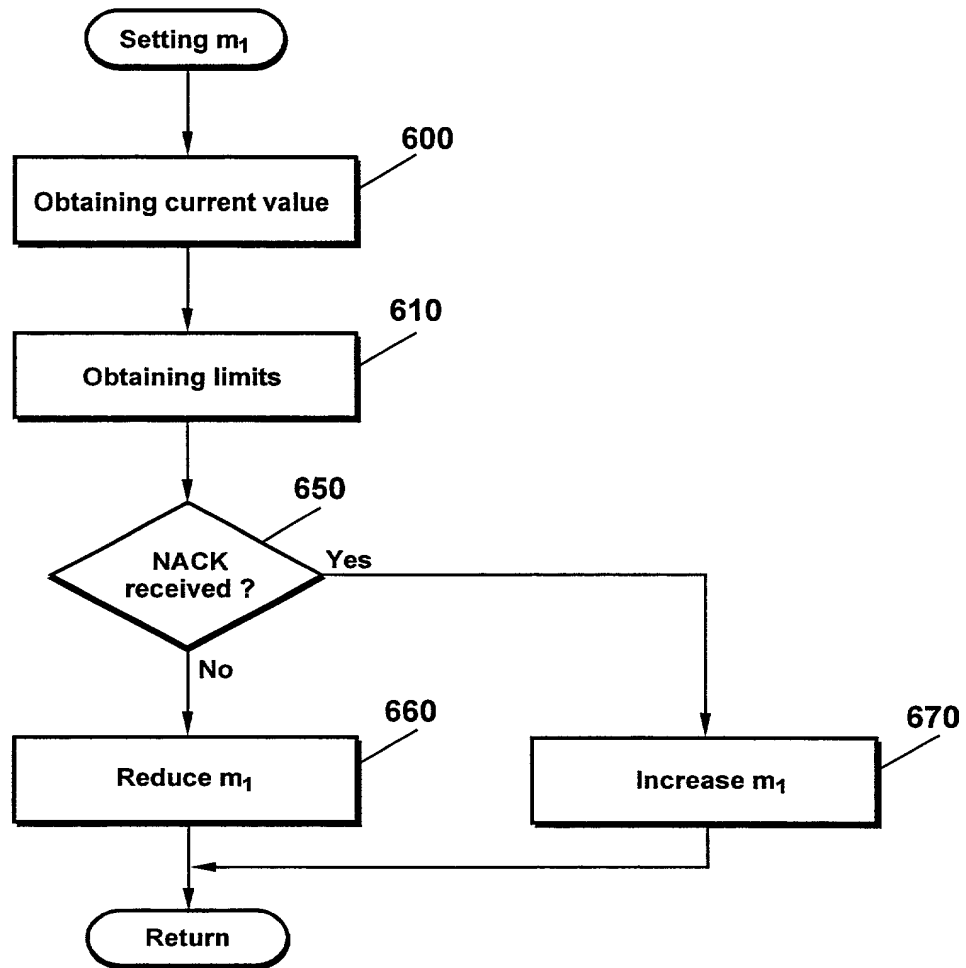 Setting m₁
600
Obtaining current value
610
Obtaining limits
650
NACK
received ?
Yes
No
660
Reduce m₁
670
Increase m₁
Return